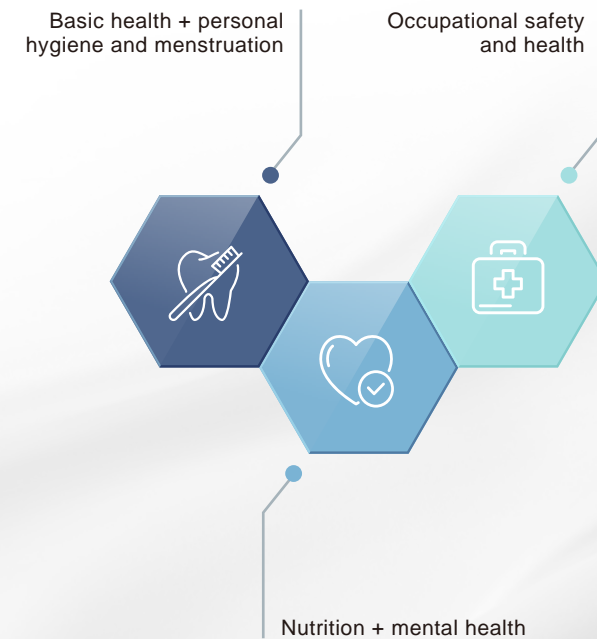 Basic health + personal
hygiene and menstruation
Occupational safety
and health
Nutrition + mental health